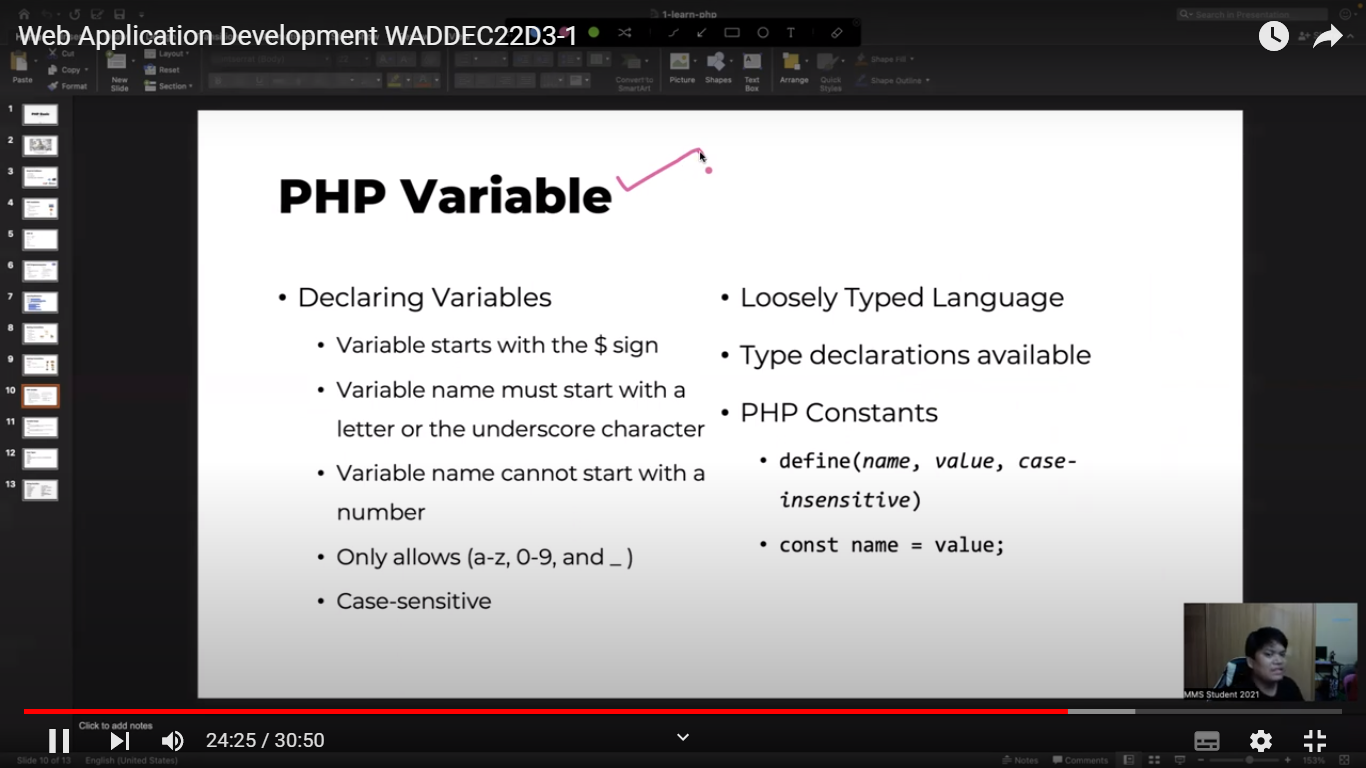 1-learn-php
Search in Presentation
Web Application Development WADDEC22D3-1
T
Cut
Copy
Format
Paste
New
Slide
Layout
Reset
Section
Convert to
SmartArt
Picture
Shapes
Text
Box
Arrange
Quick
Styles
Shape Fill
Shape Outline
1
2
3
4
5
6
7
8
9
10
11
12
13
PHP Variable
• Declaring Variables
• Variable starts with the $ sign
• Variable name must start with a
letter or the underscore character
• Variable name cannot start with a
number
• Only allows (a-z, 0-9, and _ )
• Case-sensitive
• Loosely Typed Language
• Type declarations available
• PHP Constants
• define(name, value, case-
insensitive)
• const name = value;
MMS Student 2021
Click to add notes
24:25 / 30:50
Slide 10 of 13
English (United States)
Notes
Comments
153%